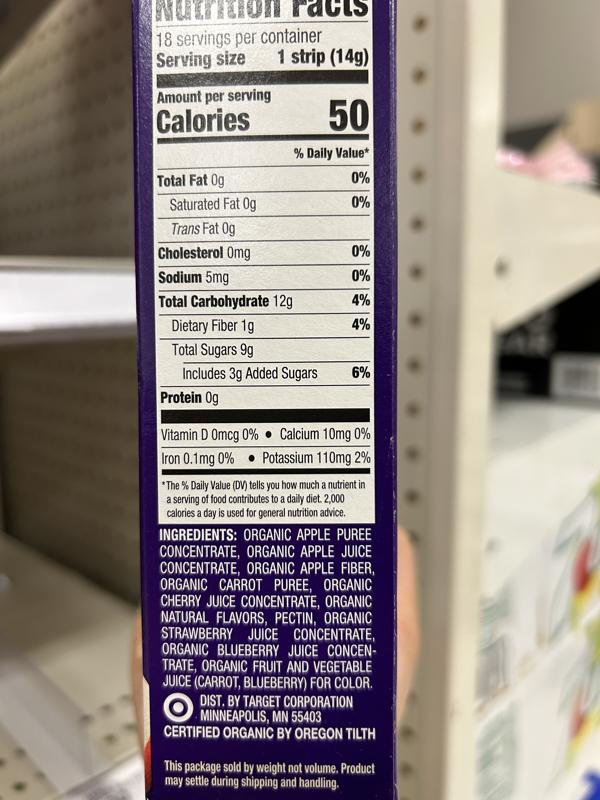 Nutrition Facts
18 servings per container
Serving size 1 strip (14g)
Amount per serving
Calories 50
% Daily Value*
Total Fat 0g 0%
Saturated Fat 0g 0%
Trans Fat 0g
Cholesterol 0mg 0%
Sodium 5mg 0%
Total Carbohydrate 12g 4%
Dietary Fiber 1g 4%
Total Sugars 9g
Includes 3g Added Sugars 6%
Protein 0g
Vitamin D 0mcg 0% • Calcium 10mg 0%
Iron 0.1mg 0% • Potassium 110mg 2%
*The % Daily Value (DV) tells you how much a nutrient in
a serving of food contributes to a daily diet. 2,000
calories a day is used for general nutrition advice.
INGREDIENTS: ORGANIC APPLE PUREE
CONCENTRATE, ORGANIC APPLE JUICE
CONCENTRATE, ORGANIC APPLE FIBER,
ORGANIC CARROT PUREE, ORGANIC
CHERRY JUICE CONCENTRATE, ORGANIC
NATURAL FLAVORS, PECTIN, ORGANIC
STRAWBERRY JUICE CONCENTRATE,
ORGANIC BLUEBERRY JUICE CONCEN-
TRATE, ORGANIC FRUIT AND VEGETABLE
JUICE (CARROT, BLUEBERRY) FOR COLOR.
DIST. BY TARGET CORPORATION
MINNEAPOLIS, MN 55403
CERTIFIED ORGANIC BY OREGON TILTH
This package sold by weight not volume. Product
may settle during shipping and handling.